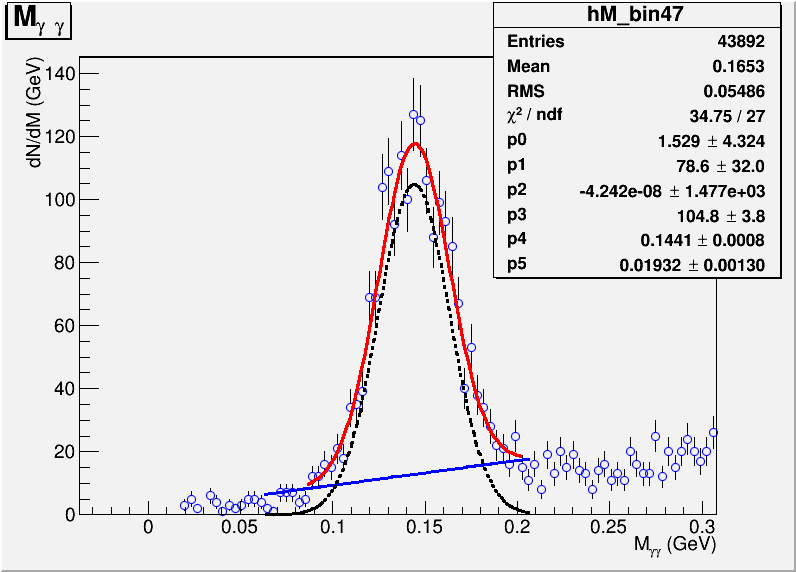 M_γ γ
hM_bin47
Entries 43892
Mean 0.1653
RMS 0.05486
χ² / ndf 34.75 / 27
p0 1.529 ± 4.324
p1 78.6 ± 32.0
p2 -4.242e-08 ± 1.477e+03
p3 104.8 ± 3.8
p4 0.1441 ± 0.0008
p5 0.01932 ± 0.00130
dN/dM (GeV)
140
120
100
80
60
40
20
0
0 0.05 0.1 0.15 0.2 0.25 0.3
M_γγ (GeV)